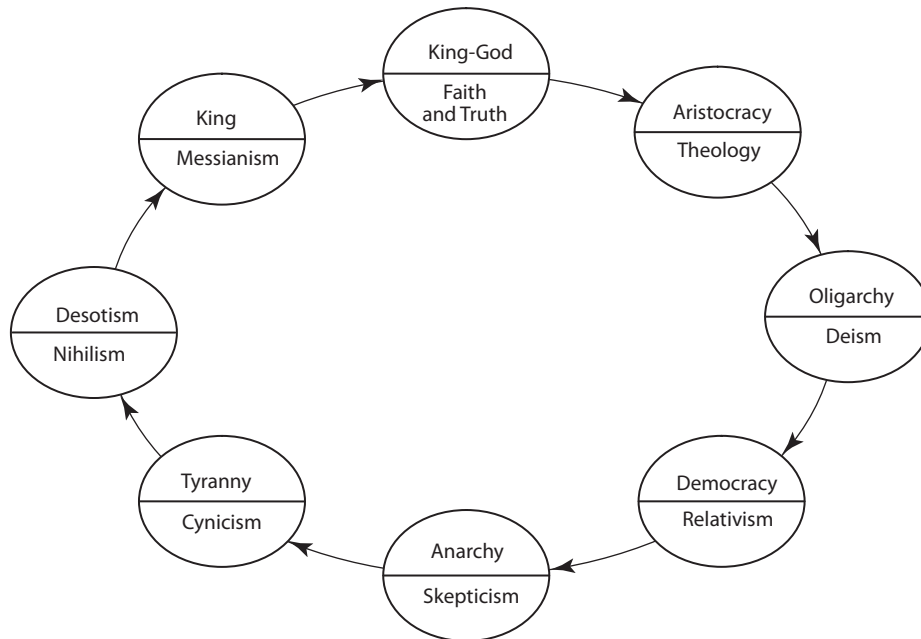 King-God
Faith
and Truth
Aristocracy
Theology
Oligarchy
Deism
Democracy
Relativism
Anarchy
Skepticism
Tyranny
Cynicism
Desotism
Nihilism
King
Messianism